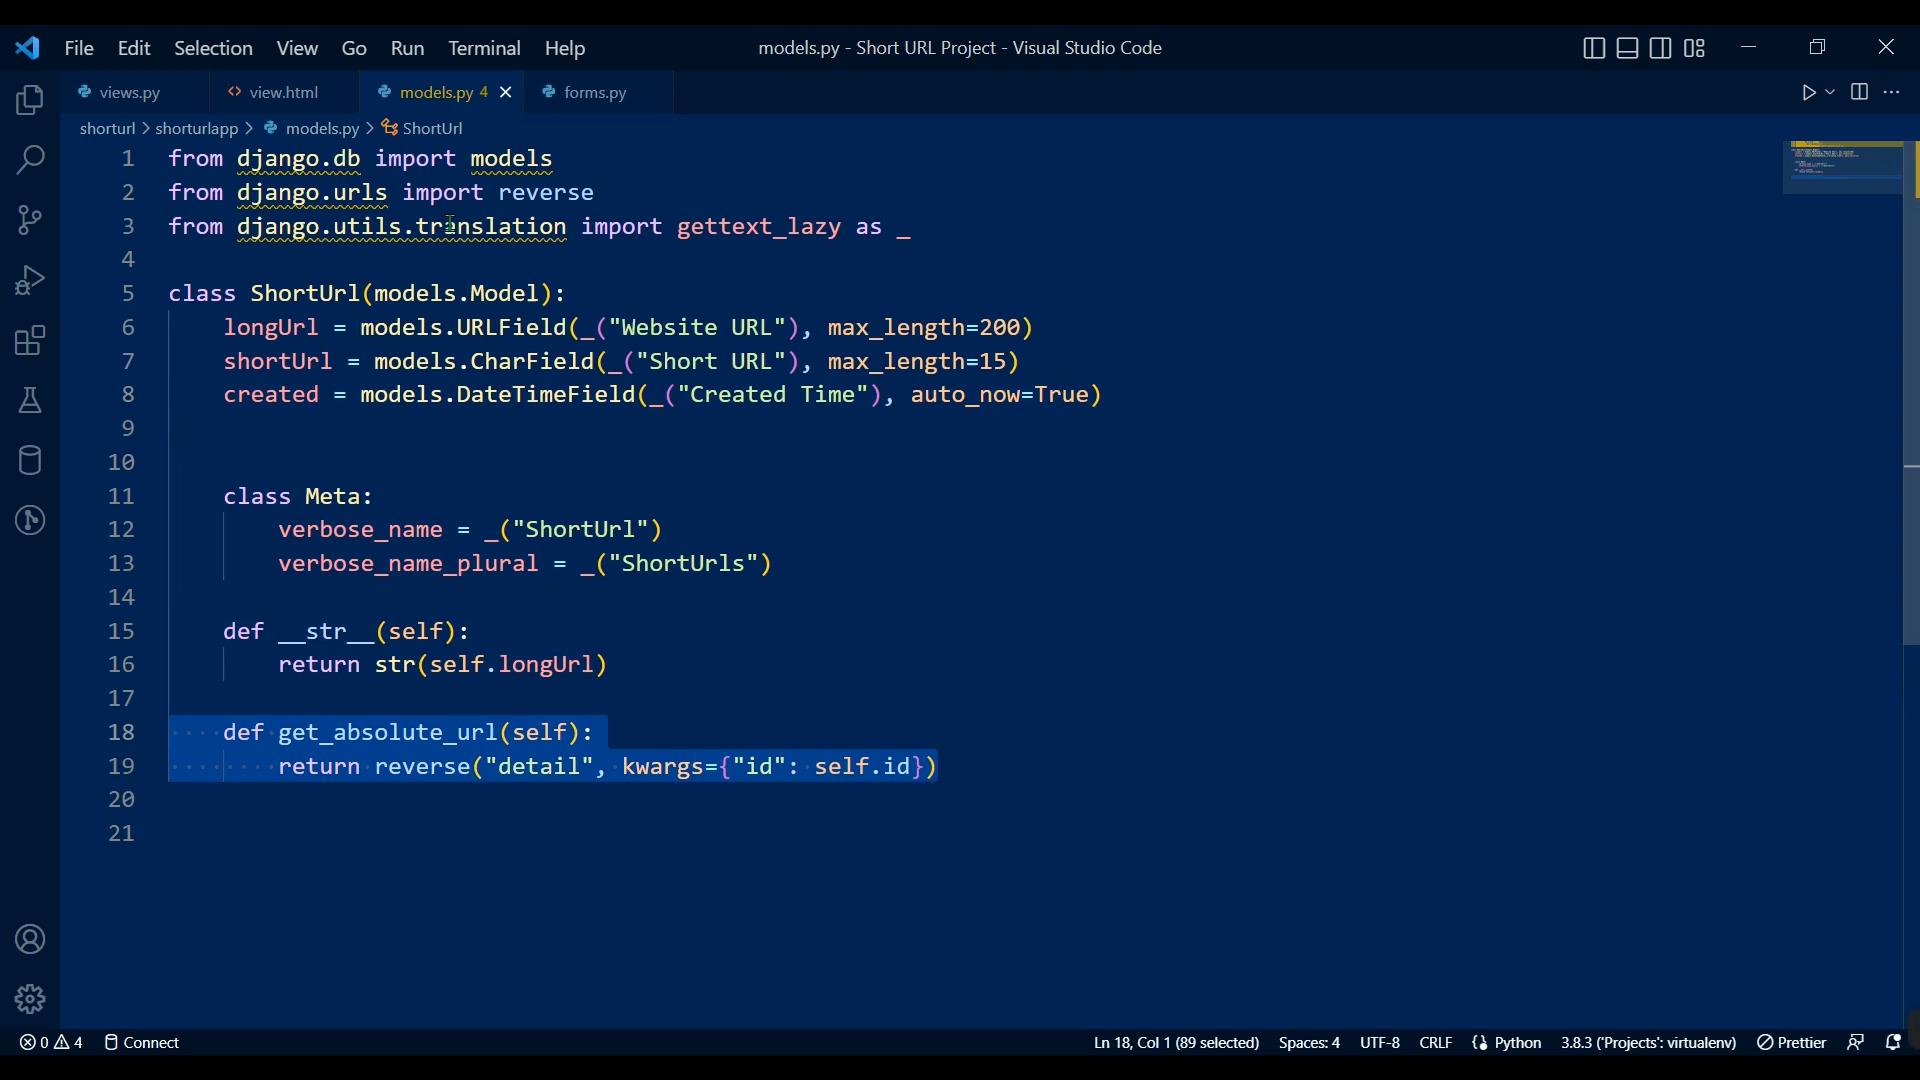 File Edit Selection View Go Run Terminal Help models.py - Short URL Project - Visual Studio Code
views.py view.html models.py 4 forms.py
shorturl > shorturlapp > models.py > ShortUrl
1 from django.db import models
2 from django.urls import reverse
3 from django.utils.translation import gettext_lazy as _
4
5 class ShortUrl(models.Model):
6 longUrl = models.URLField(_("Website URL"), max_length=200)
7 shortUrl = models.CharField(_("Short URL"), max_length=15)
8 created = models.DateTimeField(_("Created Time"), auto_now=True)
9
10
11 class Meta:
12 verbose_name = _("ShortUrl")
13 verbose_name_plural = _("ShortUrls")
14
15 def __str__(self):
16 return str(self.longUrl)
17
18 def get_absolute_url(self):
19 return reverse("detail", kwargs={"id": self.id})
20
21
0 4 Connect Ln 18, Col 1 (89 selected) Spaces: 4 UTF-8 CRLF Python 3.8.3 ('Projects': virtualenv) Prettier